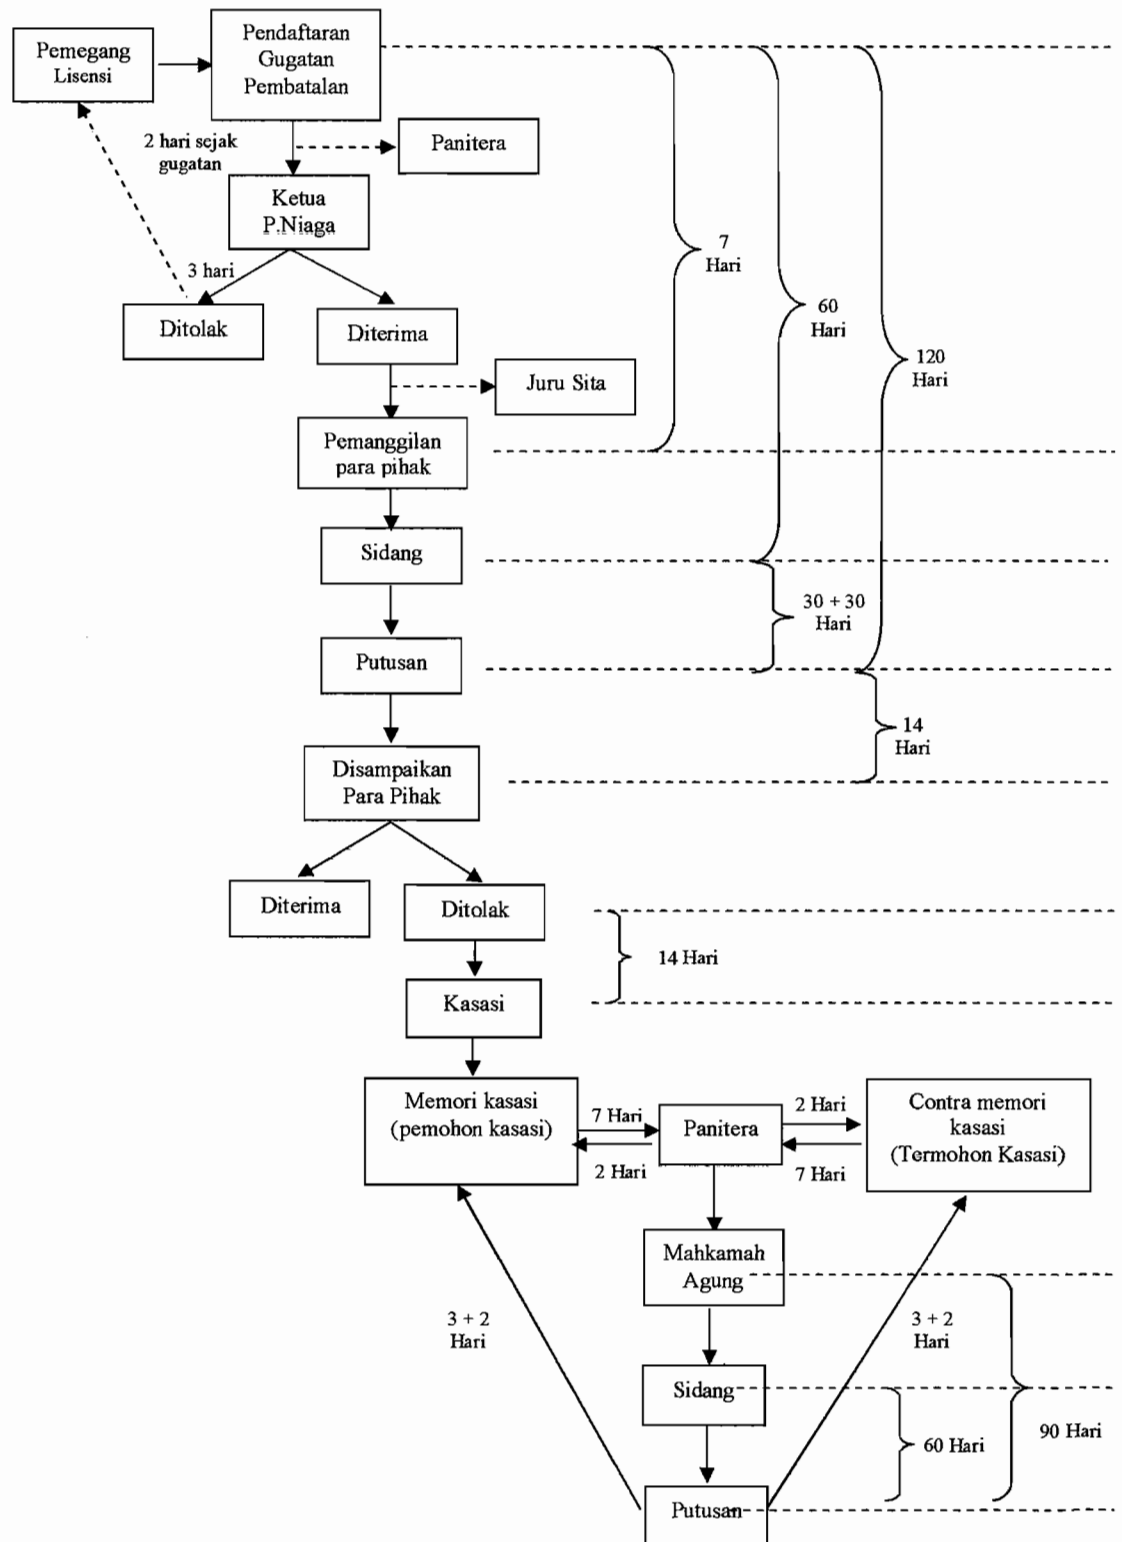 Pemegang
Lisensi
Pendaftaran
Gugatan
Pembatalan
2 hari sejak
gugatan
Panitera
Ketua
P.Niaga
7
Hari
3 hari
60
Hari
Ditolak
Diterima
120
Hari
Juru Sita
Pemanggilan
para pihak
Sidang
30 + 30
Hari
Putusan
14
Hari
Disampaikan
Para Pihak
Diterima
Ditolak
14 Hari
Kasasi
Memori kasasi
(pemohon kasasi)
7 Hari
2 Hari
Panitera
2 Hari
7 Hari
Contra memori
kasasi
(Termohon Kasasi)
Mahkamah
Agung
3 + 2
Hari
3 + 2
Hari
Sidang
60 Hari
90 Hari
Putusan